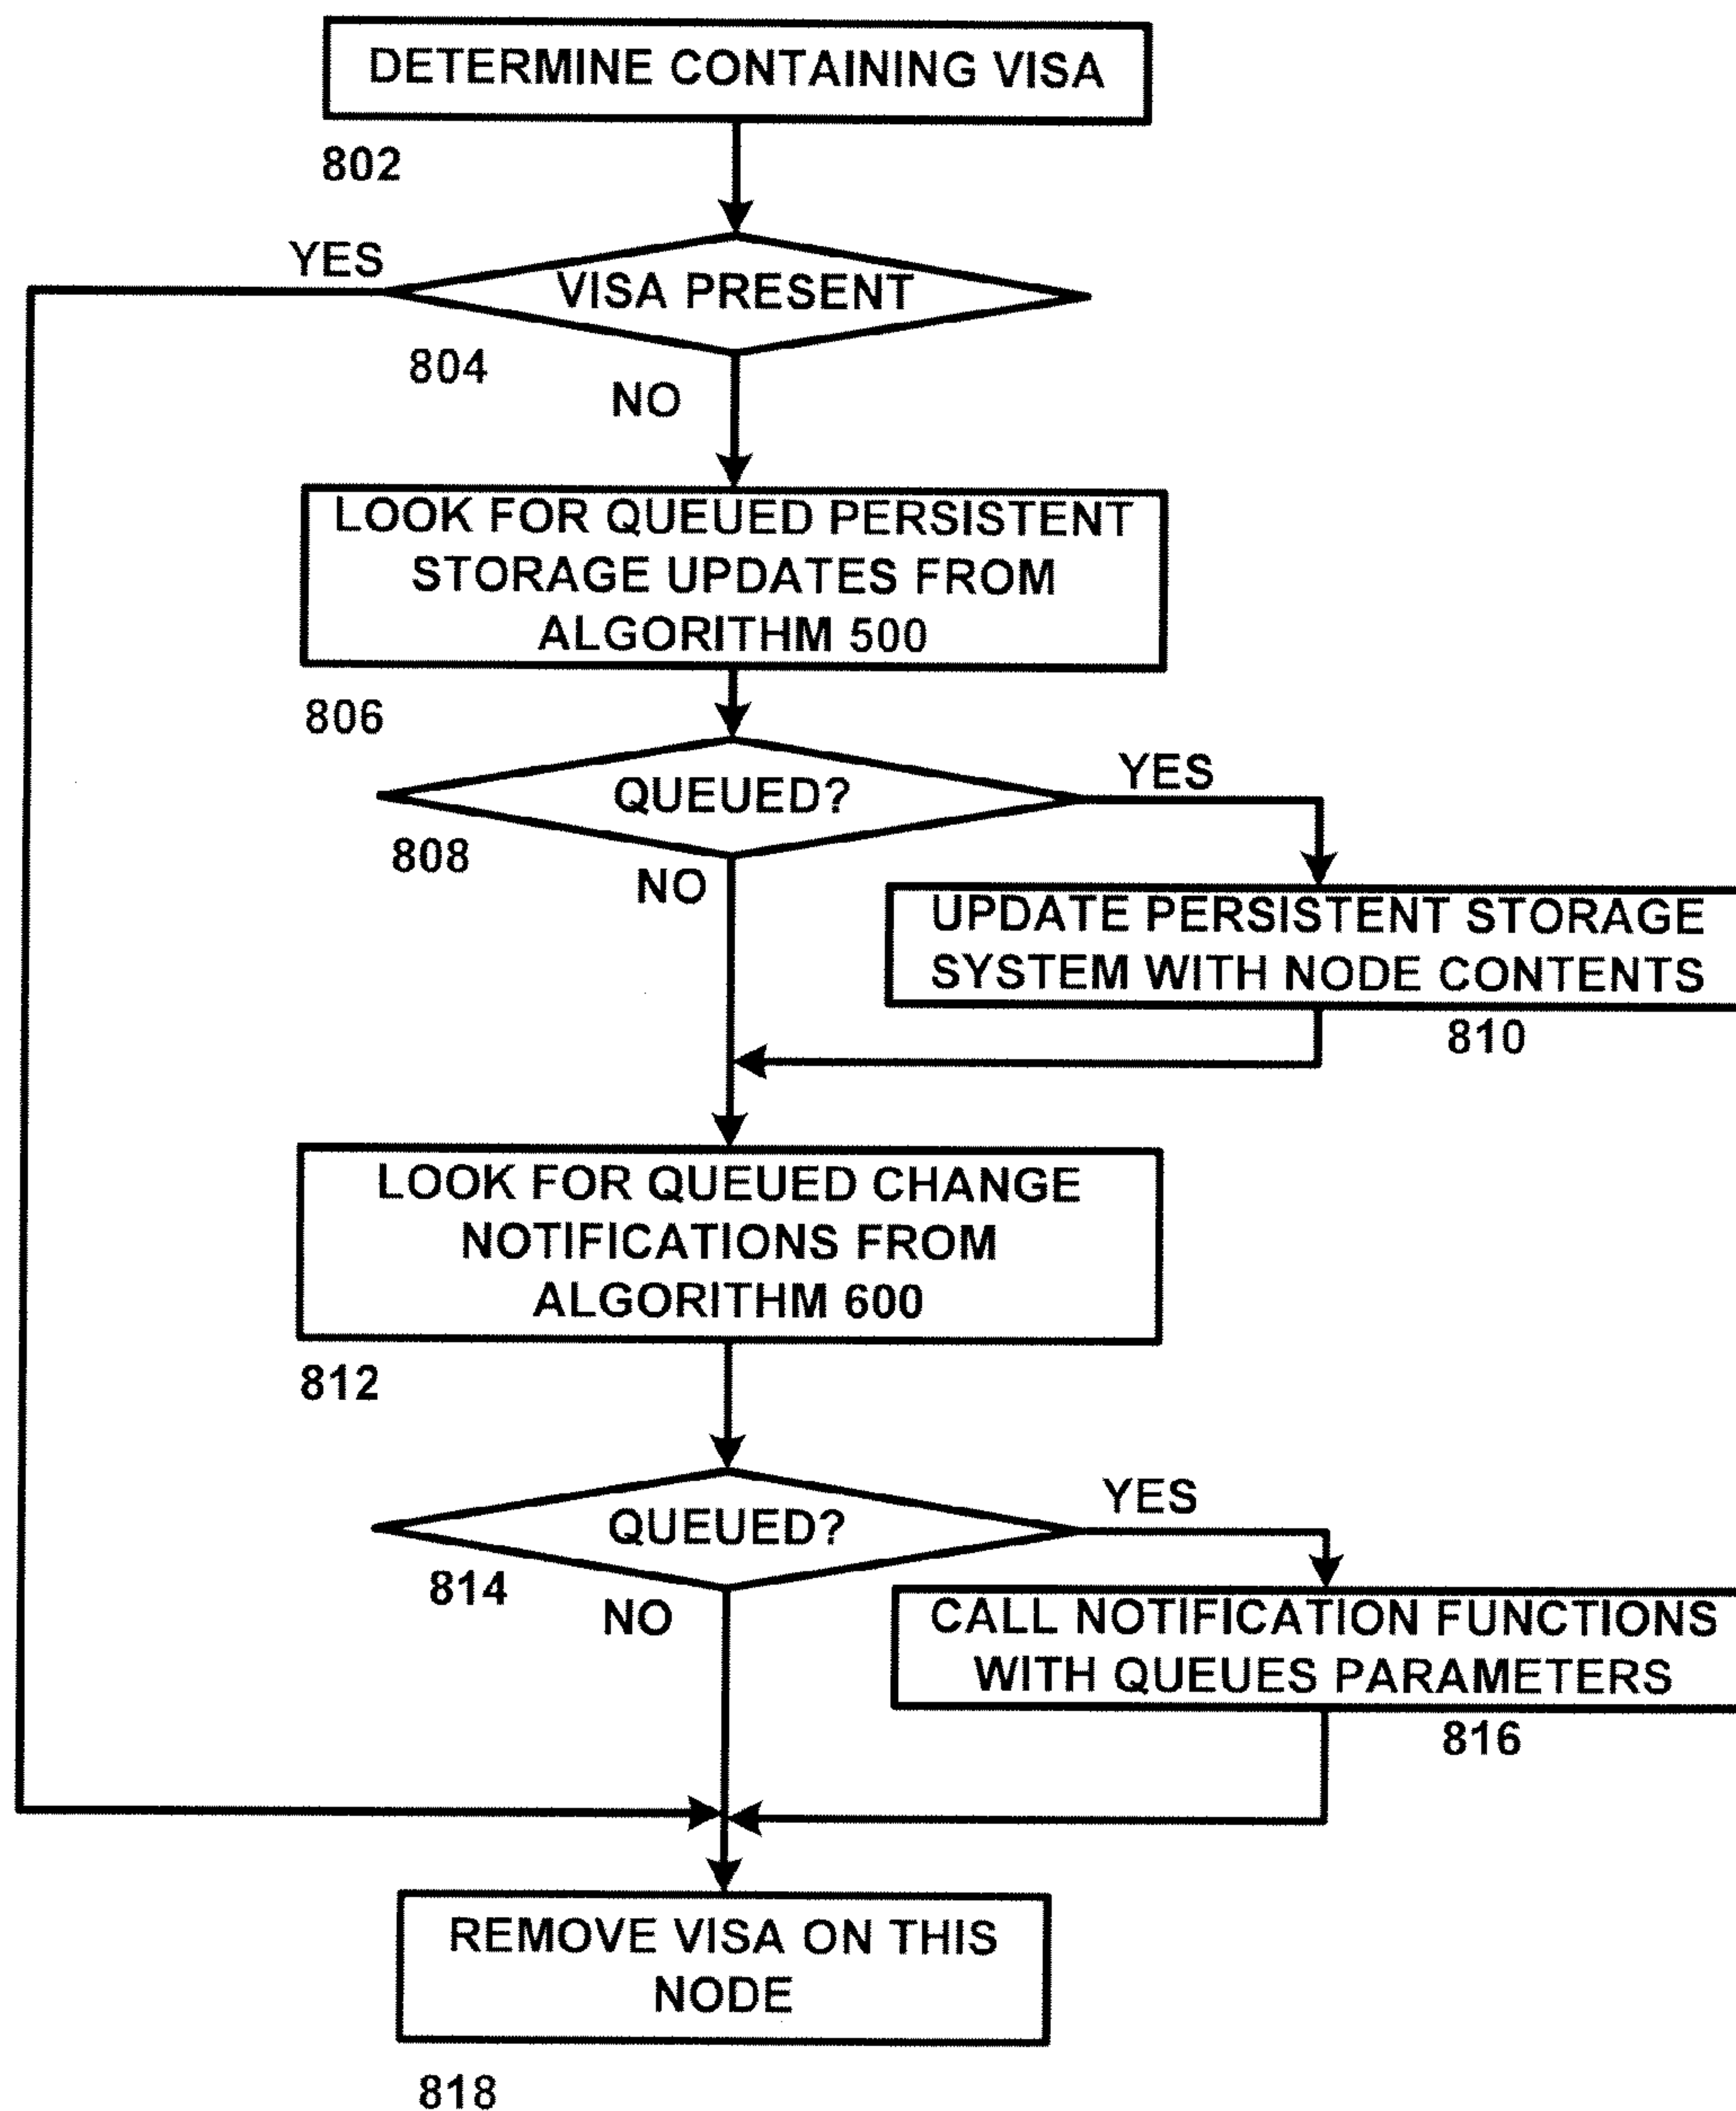 DETERMINE CONTAINING VISA
802
YES
VISA PRESENT
804
NO
LOOK FOR QUEUED PERSISTENT
STORAGE UPDATES FROM
ALGORITHM 500
806
QUEUED?
YES
808
NO
UPDATE PERSISTENT STORAGE
SYSTEM WITH NODE CONTENTS
810
LOOK FOR QUEUED CHANGE
NOTIFICATIONS FROM
ALGORITHM 600
812
QUEUED?
YES
814
NO
CALL NOTIFICATION FUNCTIONS
WITH QUEUES PARAMETERS
816
REMOVE VISA ON THIS
NODE
818